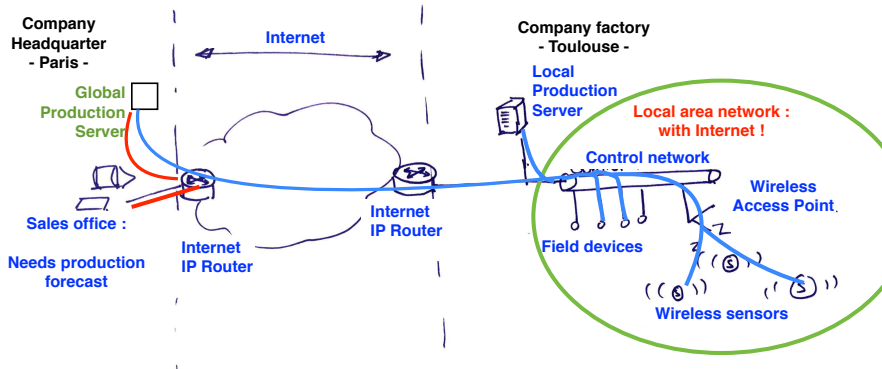 Company
Headquarter
- Paris -
Internet
Company factory
- Toulouse -
Global
Production
Server
Local
Production
Server
Local area network :
with Internet !
Control network
Wireless
Access Point
Sales office :
Needs production
forecast
Internet
IP Router
Internet
IP Router
Field devices
((S))
((S))
((S))
Wireless sensors